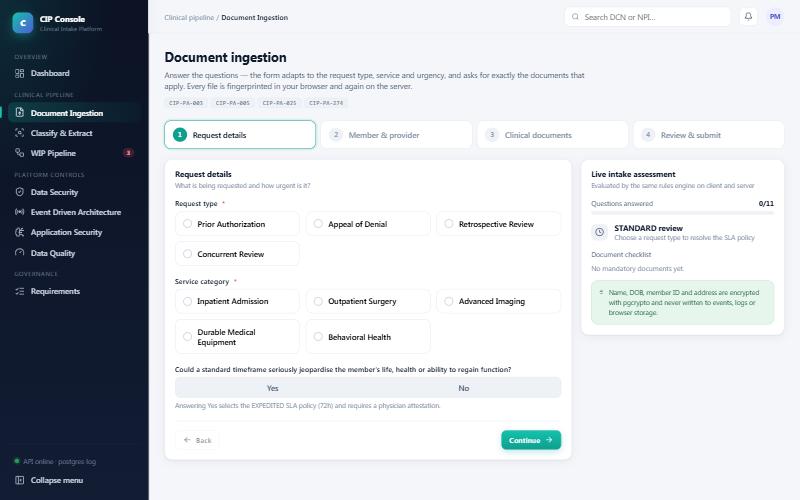 C
CIP Console
Clinical Intake Platform
OVERVIEW
Dashboard
CLINICAL PIPELINE
Document Ingestion
Classify & Extract
WIP Pipeline
3
PLATFORM CONTROLS
Data Security
Event Driven Architecture
Application Security
Data Quality
GOVERNANCE
Requirements
API online · postgres log
Collapse menu
Clinical pipeline / Document Ingestion
Search DCN or NPI...
PM
Document ingestion
Answer the questions — the form adapts to the request type, service and urgency, and asks for exactly the documents that
apply. Every file is fingerprinted in your browser and again on the server.
CIP-PA-003 CIP-PA-005 CIP-PA-025 CIP-PA-274
1 Request details
2 Member & provider
3 Clinical documents
4 Review & submit
Request details
What is being requested and how urgent is it?
Request type *
Prior Authorization
Appeal of Denial
Retrospective Review
Concurrent Review
Service category *
Inpatient Admission
Outpatient Surgery
Advanced Imaging
Durable Medical
Equipment
Behavioral Health
Could a standard timeframe seriously jeopardise the member's life, health or ability to regain function?
Yes
No
Answering Yes selects the EXPEDITED SLA policy (72h) and requires a physician attestation.
Back
Continue
Live intake assessment
Evaluated by the same rules engine on client and server
Questions answered 0/11
STANDARD review
Choose a request type to resolve the SLA policy
Document checklist
No mandatory documents yet.
Name, DOB, member ID and address are encrypted
with pgcrypto and never written to events, logs or
browser storage.